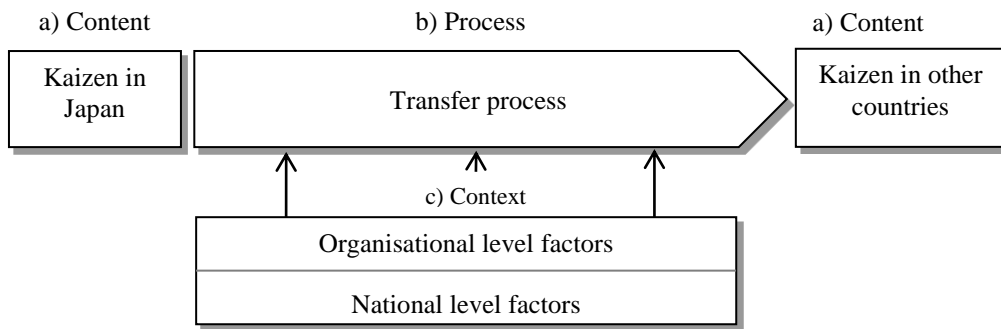 a) Content
b) Process
a) Content
Kaizen in
Japan
Transfer process
Kaizen in other
countries
c) Context
Organisational level factors
National level factors